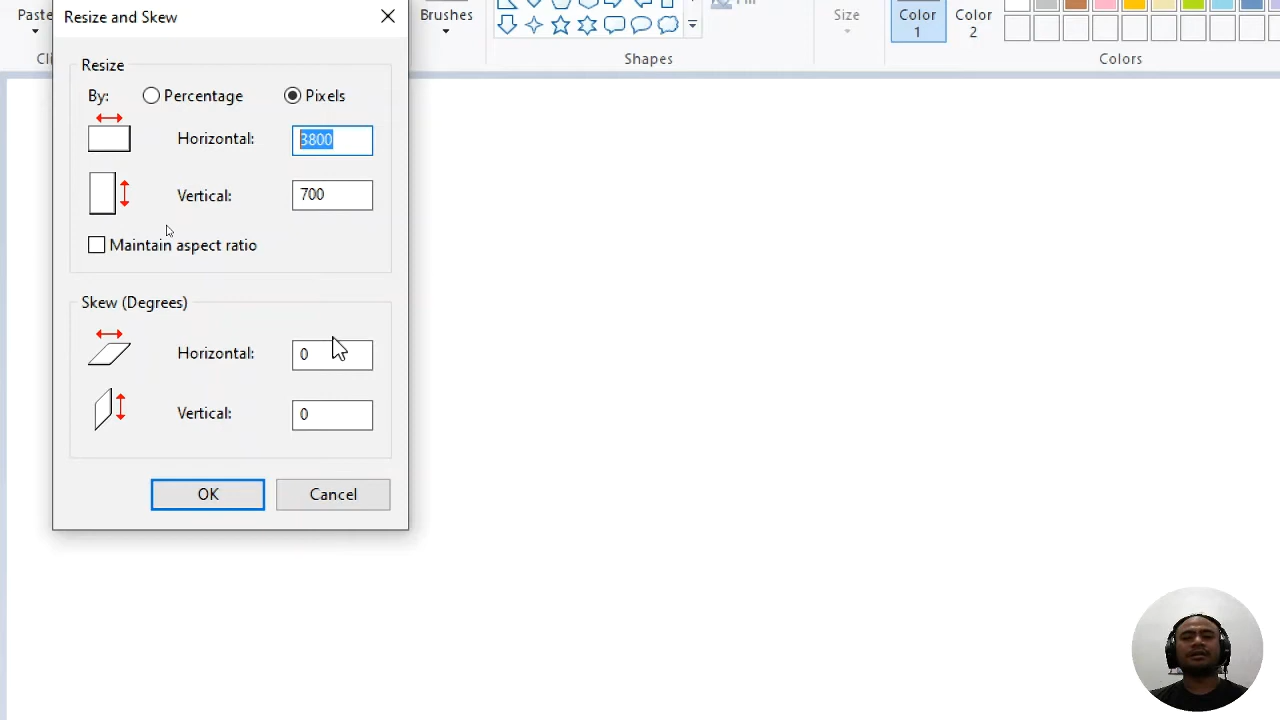 Resize and Skew
Paste
Brushes
Fill
Size
Color
1
Color
2
Cli
Shapes
Colors
Resize
By:
Percentage
Pixels
Horizontal:
3800
Vertical:
700
Maintain aspect ratio
Skew (Degrees)
Horizontal:
0
Vertical:
0
OK
Cancel